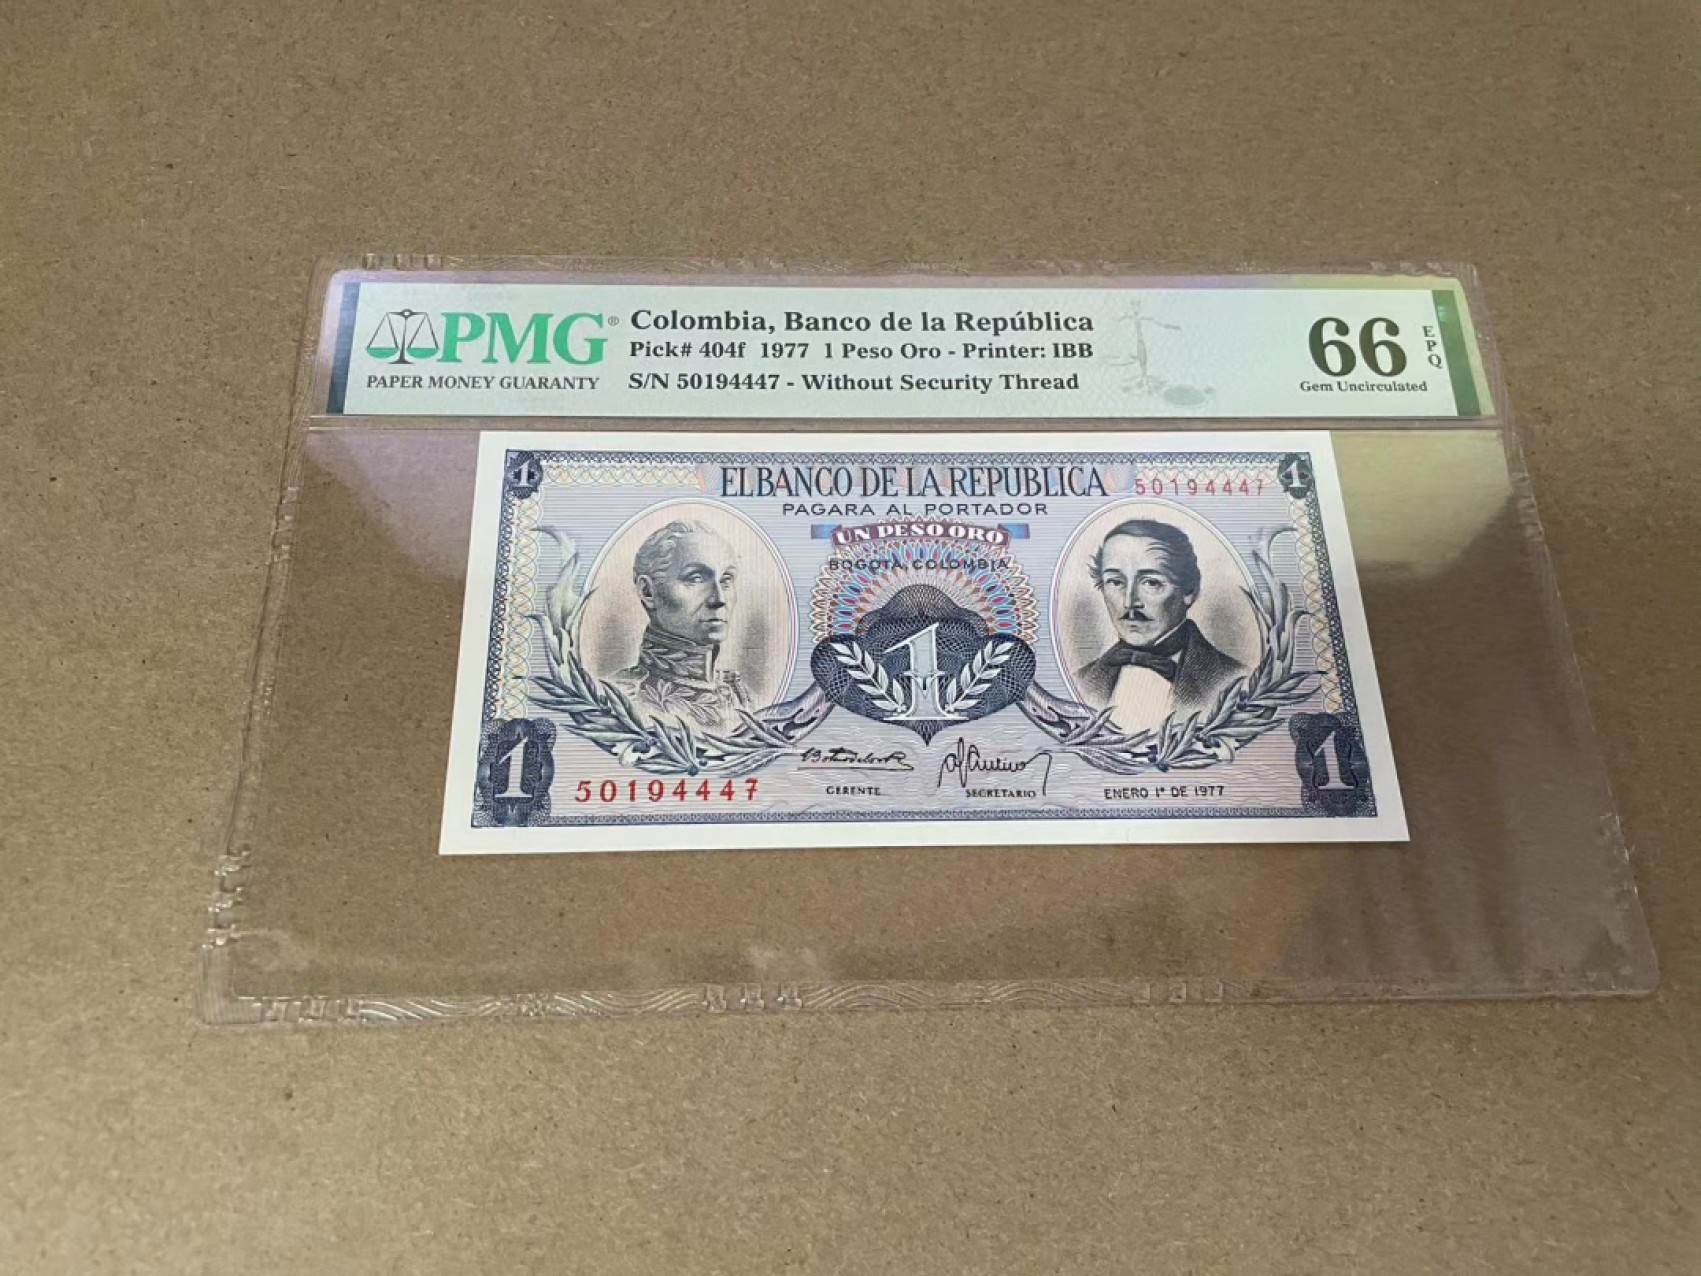 PMG®
PAPER MONEY GUARANTY
Colombia, Banco de la República
Pick# 404f 1977 1 Peso Oro - Printer: IBB
S/N 50194447 - Without Security Thread
66
EPQ
Gem Uncirculated
1
EL BANCO DE LA REPUBLICA
50194447
1
PAGARA AL PORTADOR
UN PESO ORO
BOGOTA, COLOMBIA
1
1
50194447
GERENTE
SECRETARIO
ENERO 1º DE 1977
1